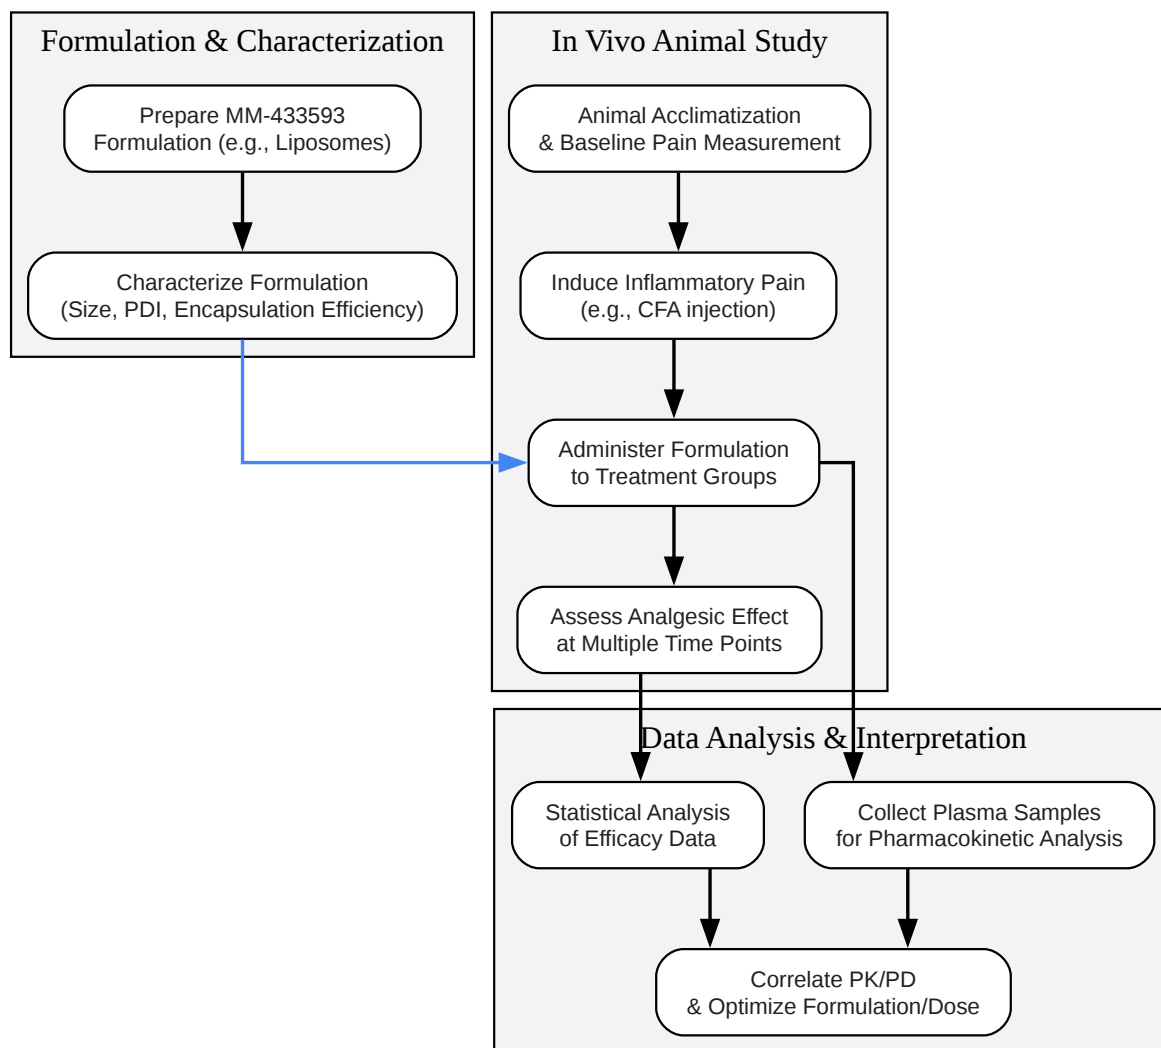 Formulation & Characterization
Prepare MM-433593
Formulation (e.g., Liposomes)
Characterize Formulation
(Size, PDI, Encapsulation Efficiency)
In Vivo Animal Study
Animal Acclimatization
& Baseline Pain Measurement
Induce Inflammatory Pain
(e.g., CFA injection)
Administer Formulation
to Treatment Groups
Assess Analgesic Effect
at Multiple Time Points
Data Analysis & Interpretation
Statistical Analysis
of Efficacy Data
Collect Plasma Samples
for Pharmacokinetic Analysis
Correlate PK/PD
& Optimize Formulation/Dose